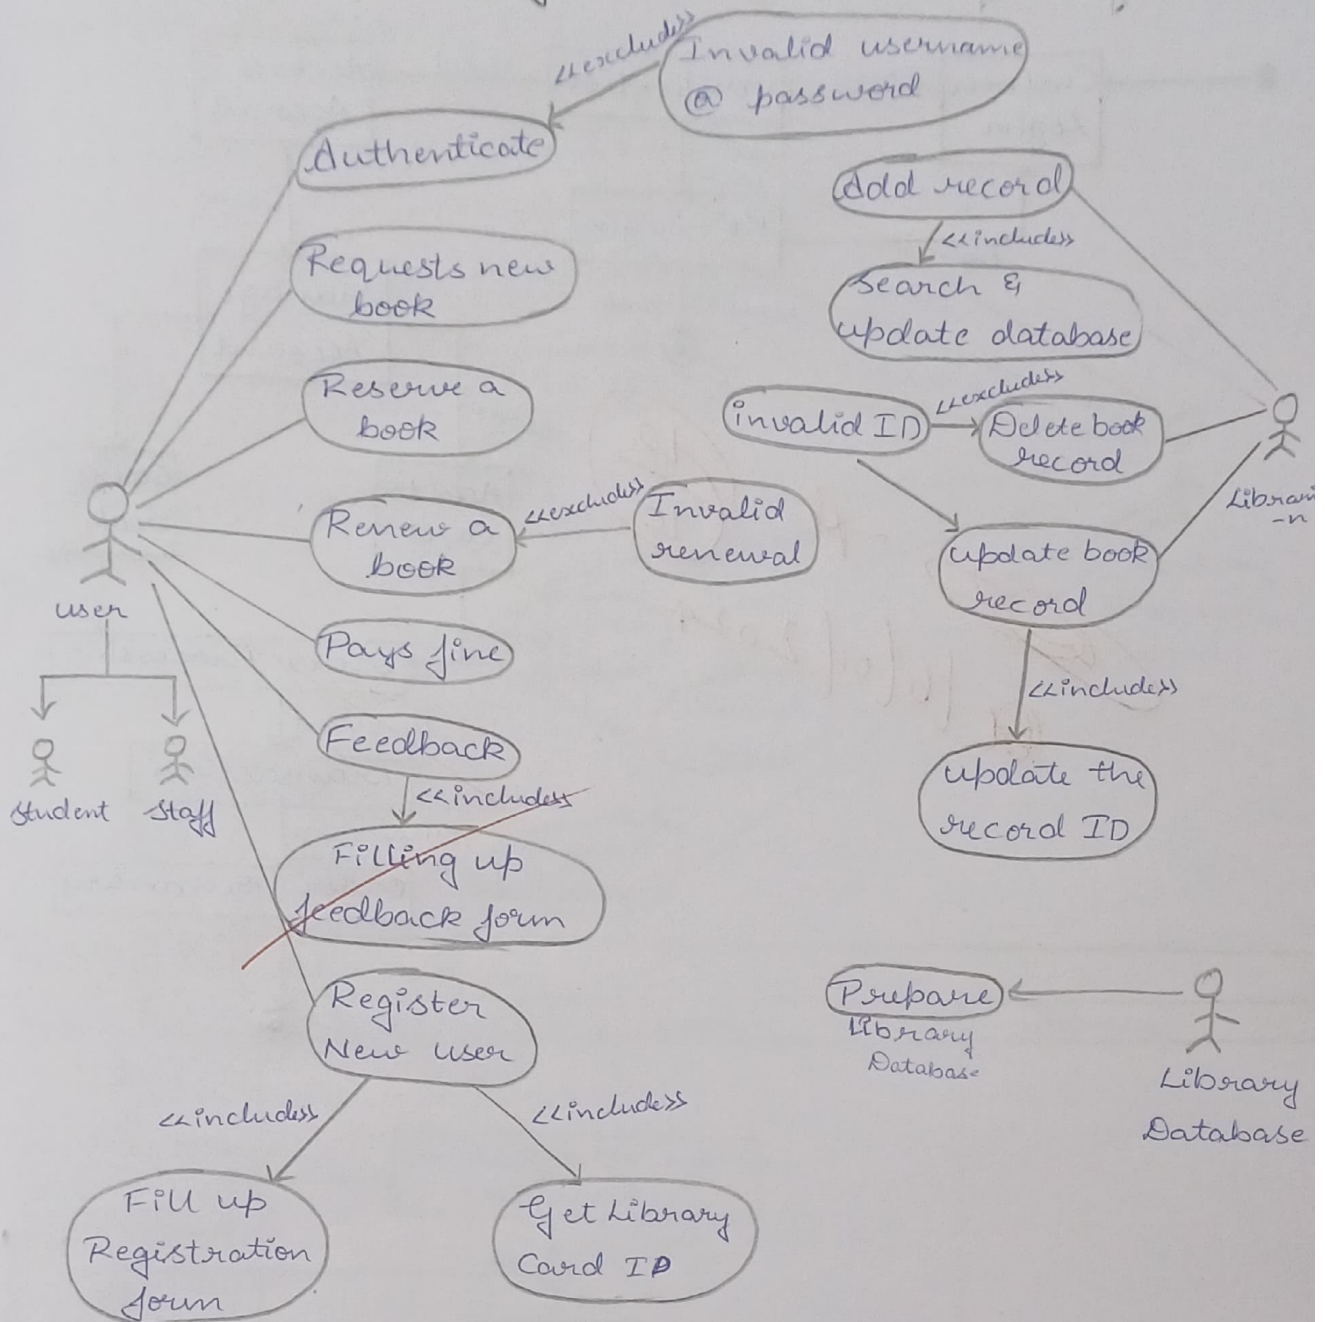 <<excludes>>
Invalid username
@ password
Authenticate
Add record
<<includes>>
Requests new
book
Search &
update database
Reserve a
book
<<excludes>>
invalid ID
Delete book
record
Librari
-n
Renew a
book
<<excludes>>
Invalid
renewal
update book
record
user
Pays fine
<<includes>>
Feedback
update the
record ID
Student
Staff
<<includes>>
Filling up
feedback form
Register
New user
Prepare
Library
Database
Library
Database
<<includes>>
<<includes>>
Fill up
Registration
form
Get Library
Card ID